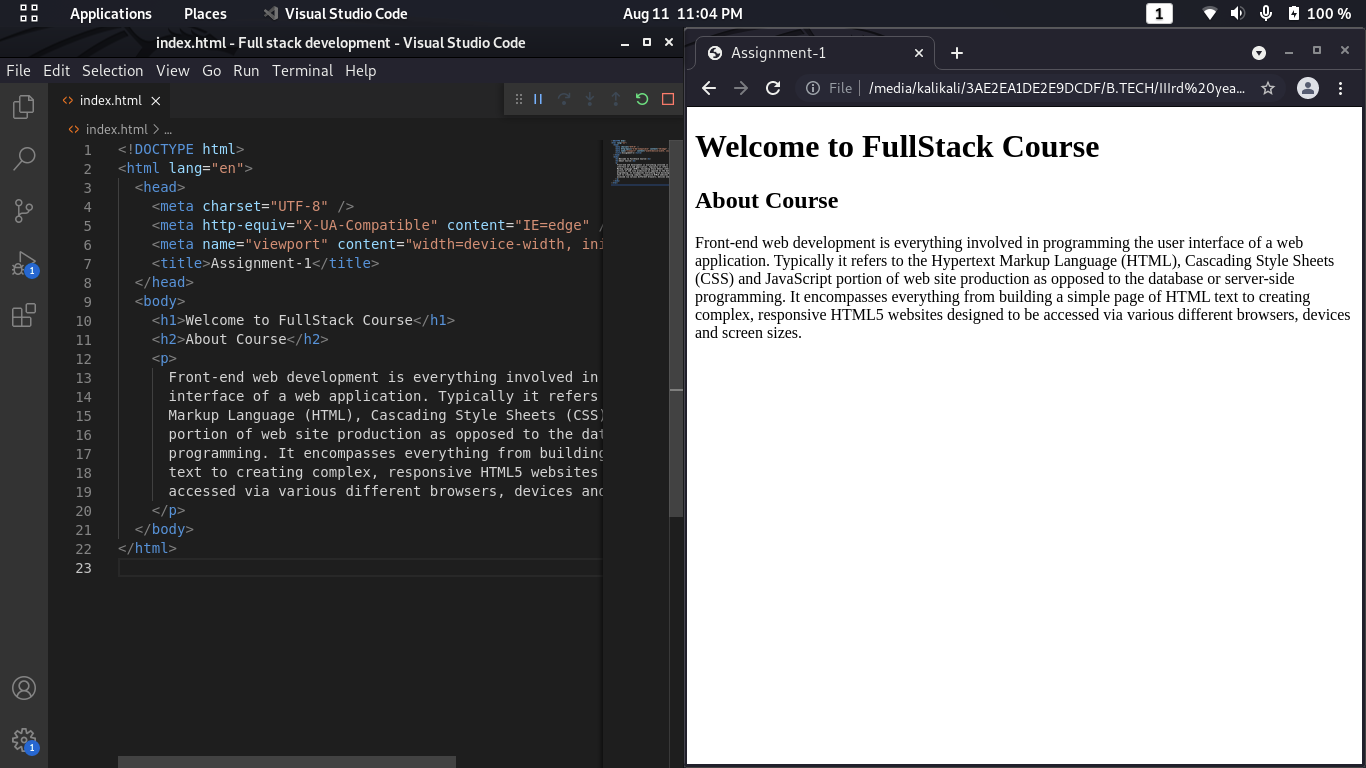 Applications Places Visual Studio Code Aug 11 11:04 PM 1 100 %
index.html - Full stack development - Visual Studio Code
File Edit Selection View Go Run Terminal Help
index.html
index.html > ...
1 <!DOCTYPE html>
2 <html lang="en">
3 <head>
4 <meta charset="UTF-8" />
5 <meta http-equiv="X-UA-Compatible" content="IE=edge" /
6 <meta name="viewport" content="width=device-width, ini
7 <title>Assignment-1</title>
8 </head>
9 <body>
10 <h1>Welcome to FullStack Course</h1>
11 <h2>About Course</h2>
12 <p>
13 Front-end web development is everything involved in
14 interface of a web application. Typically it refers
15 Markup Language (HTML), Cascading Style Sheets (CSS)
16 portion of web site production as opposed to the dat
17 programming. It encompasses everything from building
18 text to creating complex, responsive HTML5 websites
19 accessed via various different browsers, devices and
20 </p>
21 </body>
22 </html>
23
1
1
Assignment-1
File /media/kalikali/3AE2EA1DE2E9DCDF/B.TECH/IIIrd%20yea...
Welcome to FullStack Course
About Course
Front-end web development is everything involved in programming the user interface of a web
application. Typically it refers to the Hypertext Markup Language (HTML), Cascading Style Sheets
(CSS) and JavaScript portion of web site production as opposed to the database or server-side
programming. It encompasses everything from building a simple page of HTML text to creating
complex, responsive HTML5 websites designed to be accessed via various different browsers, devices
and screen sizes.